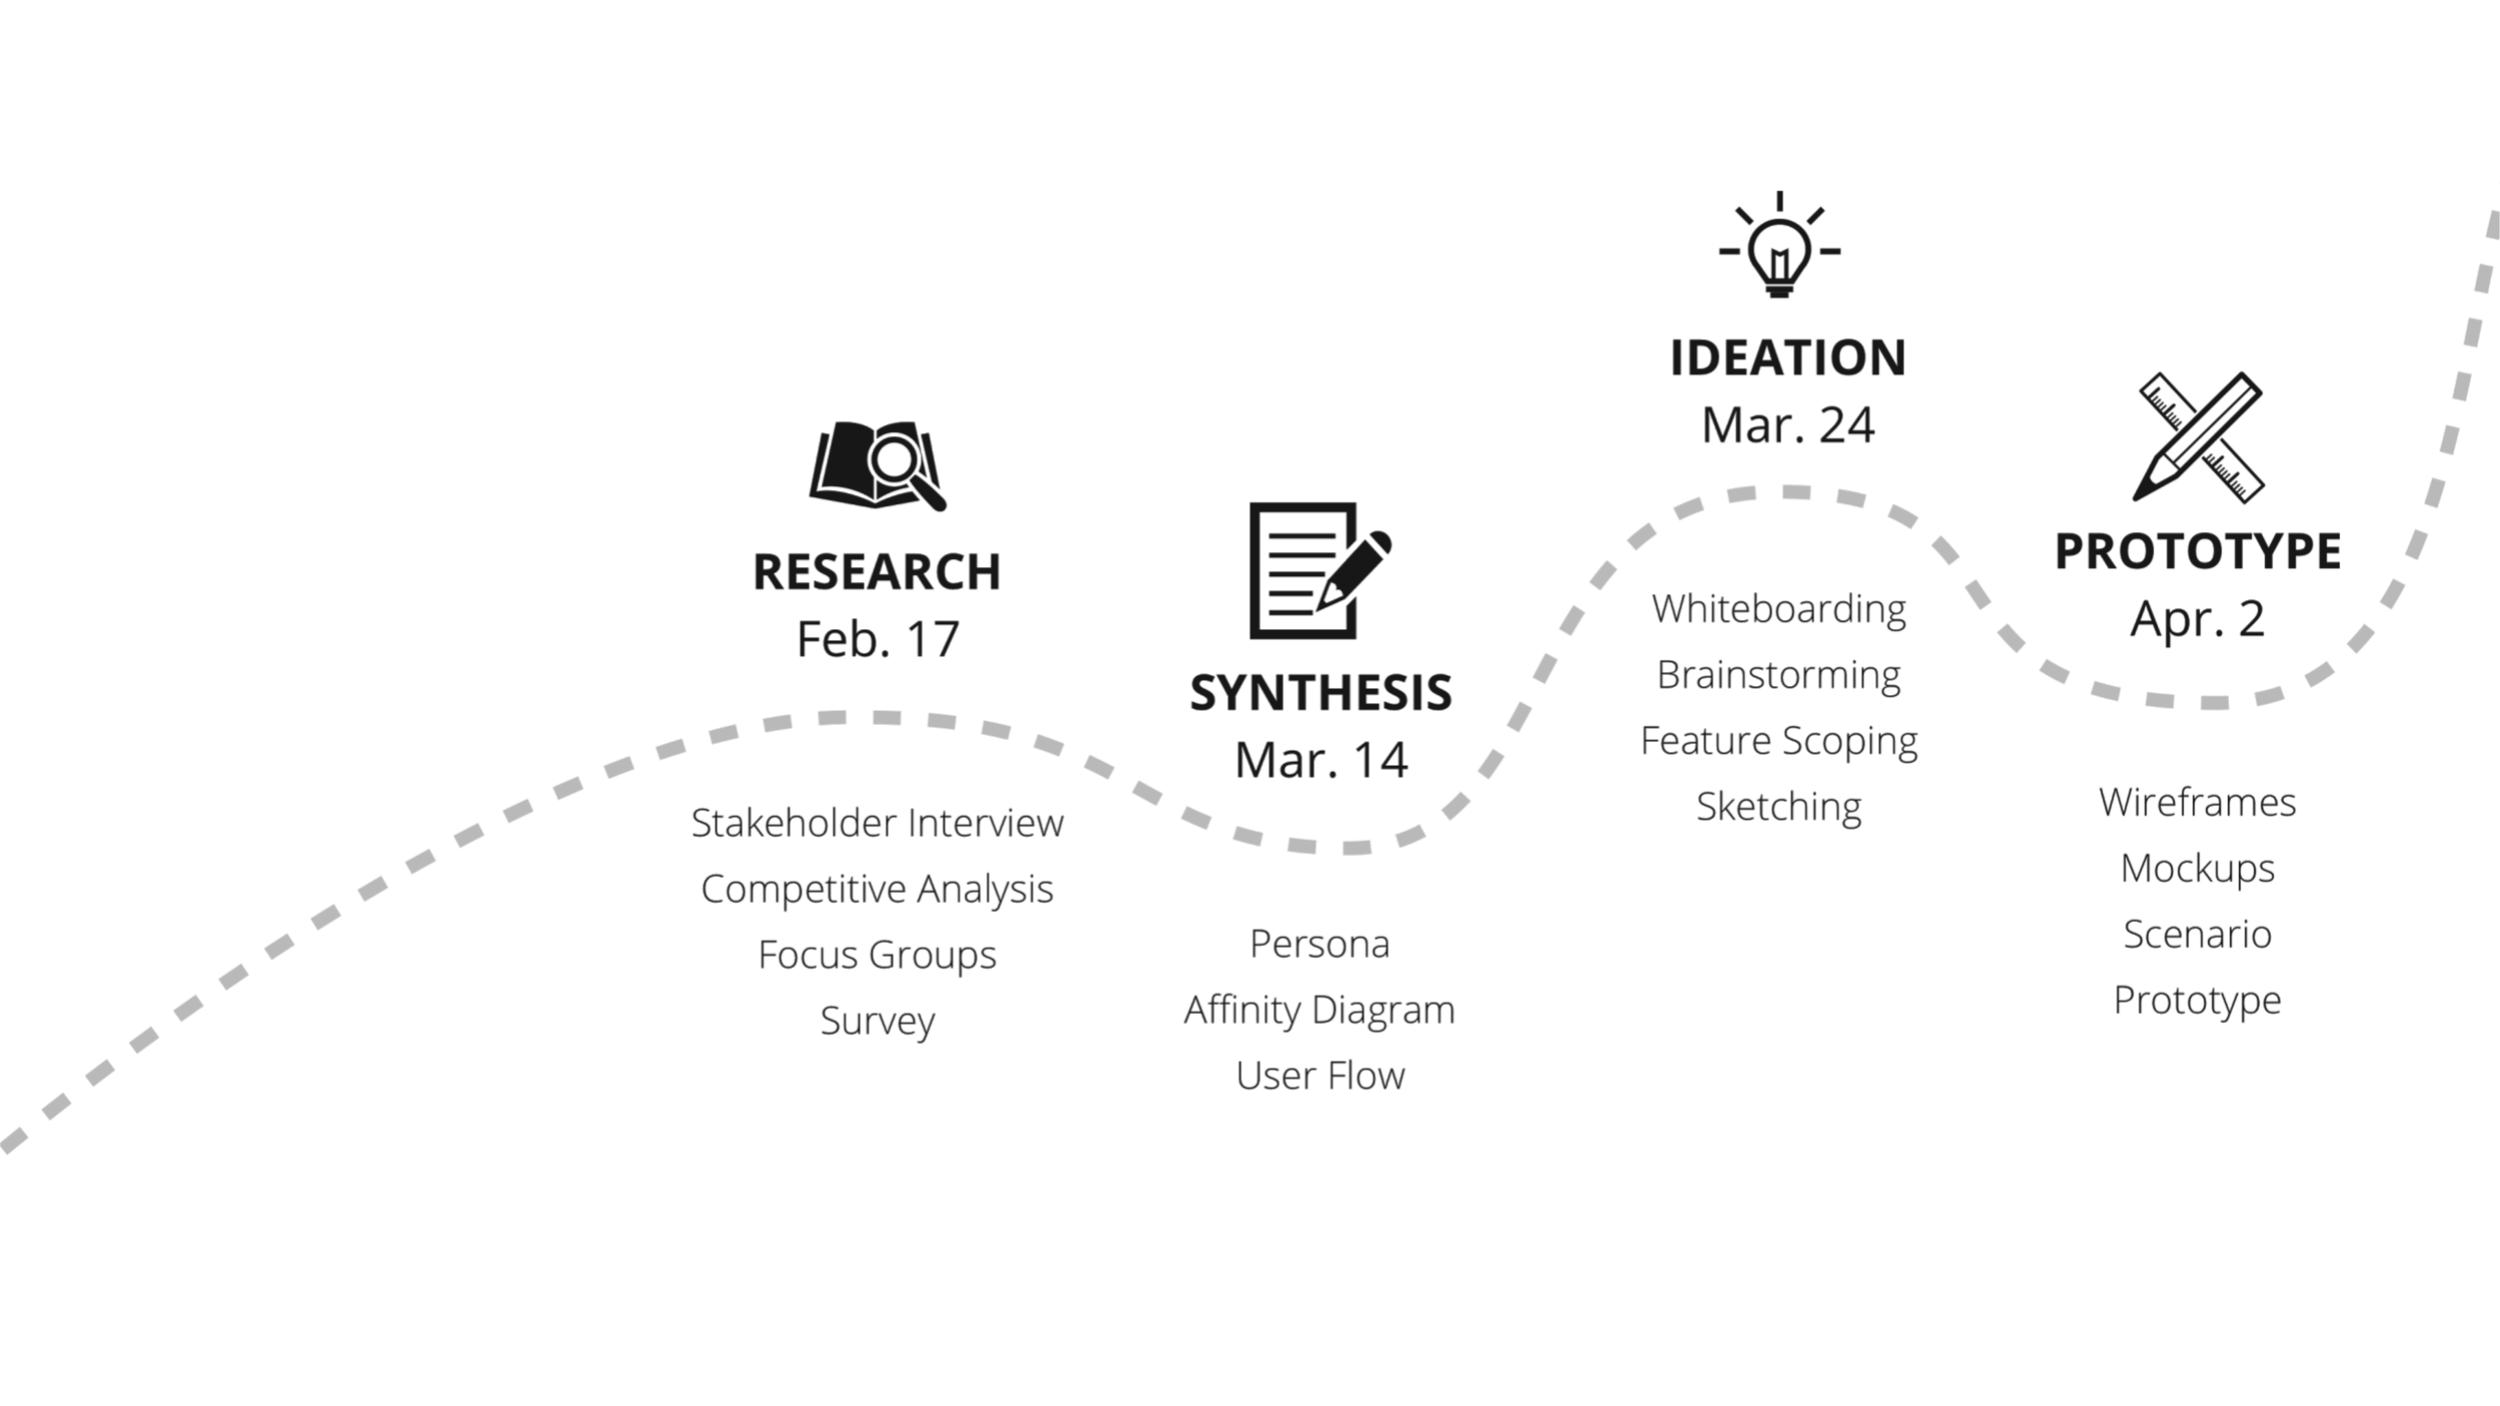 RESEARCH
Feb. 17
Stakeholder Interview
Competitive Analysis
Focus Groups
Survey
SYNTHESIS
Mar. 14
Persona
Affinity Diagram
User Flow
IDEATION
Mar. 24
Whiteboarding
Brainstorming
Feature Scoping
Sketching
PROTOTYPE
Apr. 2
Wireframes
Mockups
Scenario
Prototype